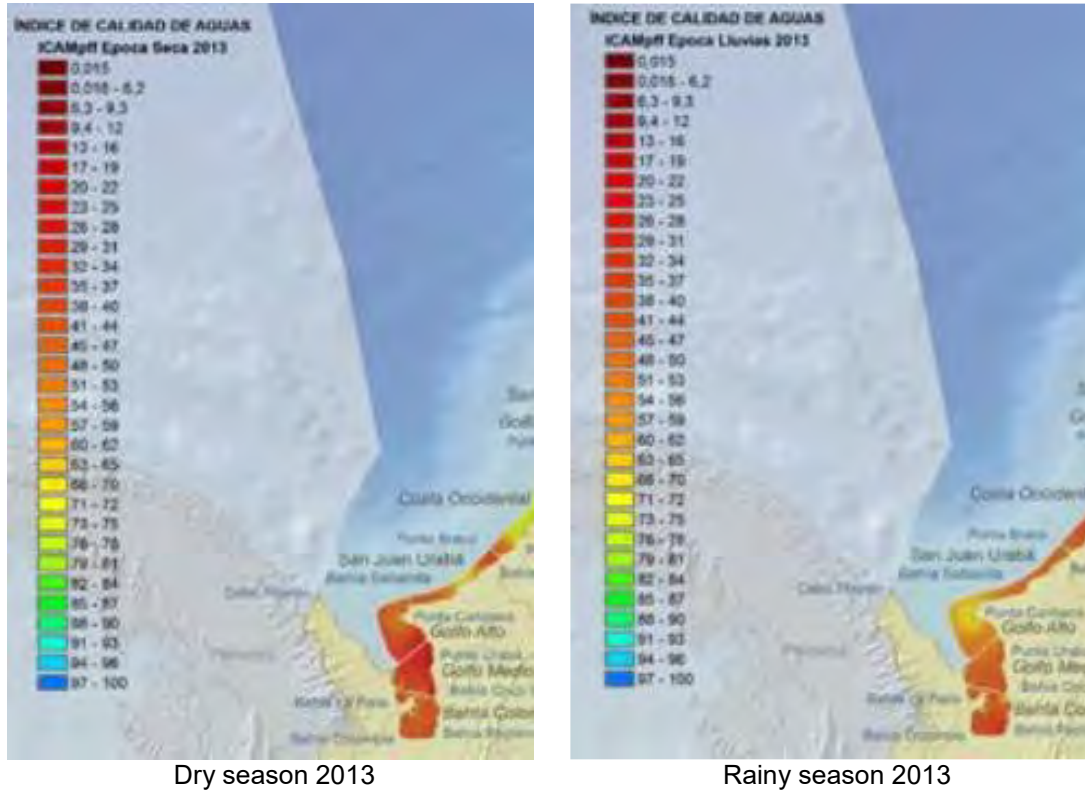 ÍNDICE DE CALIDAD DE AGUAS
ICAMpff Epoca Seca 2013
0,015
0,016 - 6,2
6,3 - 9,3
9,4 - 12
13 - 16
17 - 19
20 - 22
23 - 25
26 - 28
29 - 31
32 - 34
35 - 37
38 - 40
41 - 44
45 - 47
48 - 50
51 - 53
54 - 56
57 - 59
60 - 62
63 - 65
66 - 70
71 - 72
73 - 75
76 - 78
79 - 81
82 - 84
85 - 87
88 - 90
91 - 93
94 - 96
97 - 100
Costa Occidental
San Juan Urabá
Bahía
Golfo Alto
Punta Urabá
Golfo Medio
Dry season 2013
ÍNDICE DE CALIDAD DE AGUAS
ICAMpff Epoca Lluvias 2013
0,015
0,016 - 6,2
6,3 - 9,3
9,4 - 12
13 - 16
17 - 19
20 - 22
23 - 25
26 - 28
29 - 31
32 - 34
35 - 37
38 - 40
41 - 44
45 - 47
48 - 50
51 - 53
54 - 56
57 - 59
60 - 62
63 - 65
66 - 70
71 - 72
73 - 75
76 - 78
79 - 81
82 - 84
85 - 87
88 - 90
91 - 93
94 - 96
97 - 100
Costa Occident
San Juan Urabá
Bahía
Golfo Alto
Punta Urabá
Rainy season 2013